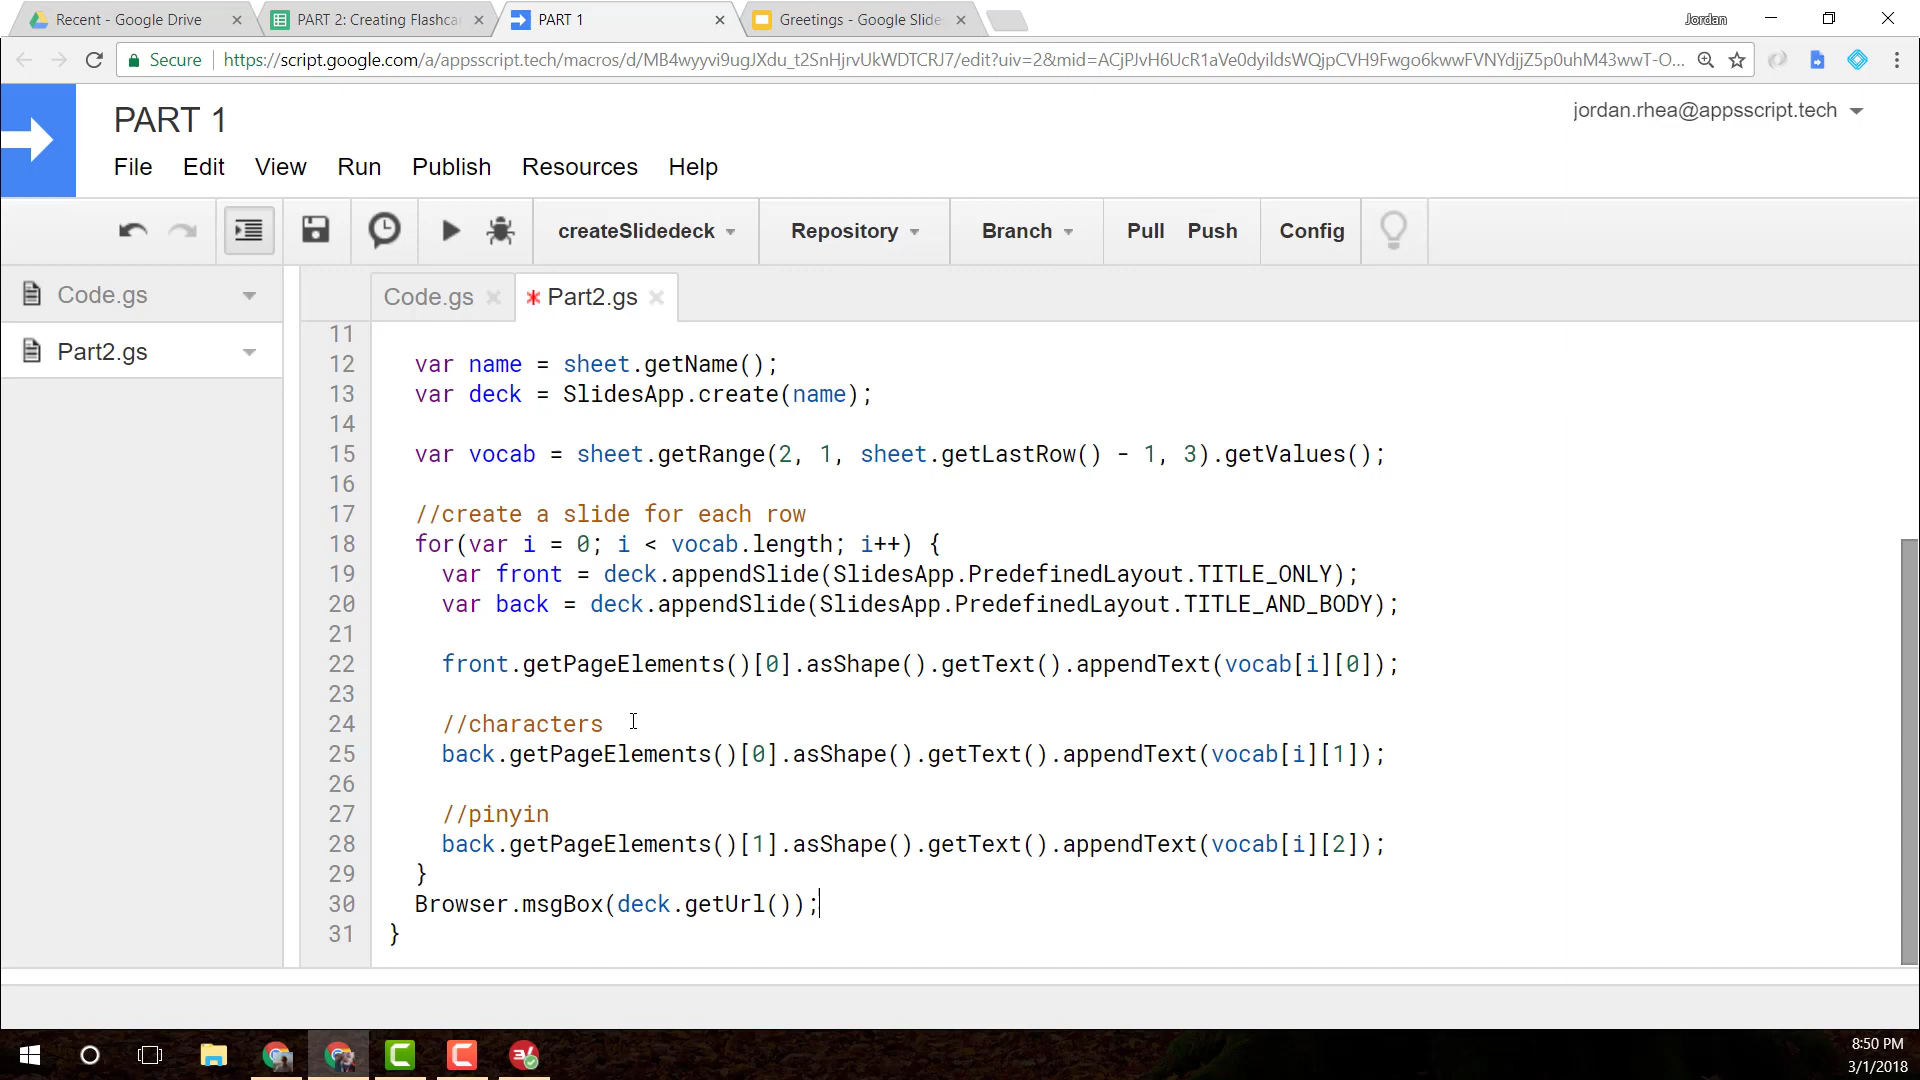 Recent - Google Drive
PART 2: Creating Flashca
PART 1
Greetings - Google Slide
Jordan
Secure
https://script.google.com/a/appsscript.tech/macros/d/MB4wyyvi9ugJXdu_t2SnHjrvUkWDTCRJ7/edit?uiv=2&mid=ACjPJvH6UcR1aVe0dyildsWQjpCVH9Fwgo6kwwFVNYdjjZ5p0uhM43wwT-O...
PART 1
jordan.rhea@appsscript.tech
File Edit View Run Publish Resources Help
createSlidedeck Repository Branch Pull Push Config
Code.gs
Part2.gs
Code.gs
* Part2.gs
11
12 var name = sheet.getName();
13 var deck = SlidesApp.create(name);
14
15 var vocab = sheet.getRange(2, 1, sheet.getLastRow() - 1, 3).getValues();
16
17 //create a slide for each row
18 for(var i = 0; i < vocab.length; i++) {
19 var front = deck.appendSlide(SlidesApp.PredefinedLayout.TITLE_ONLY);
20 var back = deck.appendSlide(SlidesApp.PredefinedLayout.TITLE_AND_BODY);
21
22 front.getPageElements()[0].asShape().getText().appendText(vocab[i][0]);
23
24 //characters
25 back.getPageElements()[0].asShape().getText().appendText(vocab[i][1]);
26
27 //pinyin
28 back.getPageElements()[1].asShape().getText().appendText(vocab[i][2]);
29 }
30 Browser.msgBox(deck.getUrl());
31 }
8:50 PM
3/1/2018